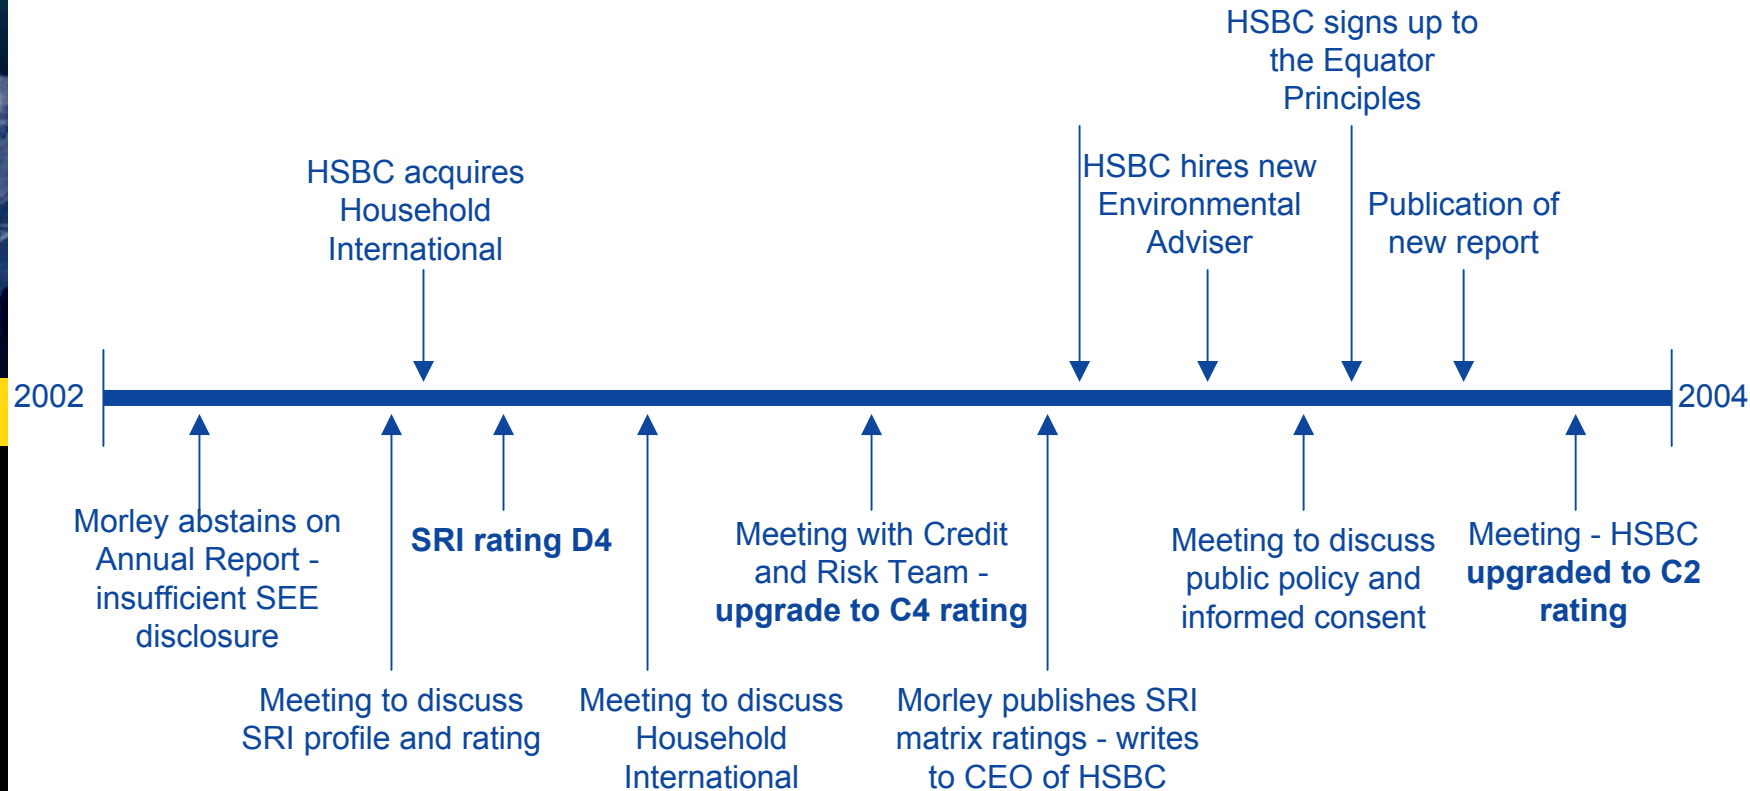 HSBC signs up to
the Equator
Principles
HSBC acquires
Household
International
HSBC hires new
Environmental
Adviser
Publication of
new report
2002
2004
Morley abstains on
Annual Report -
insufficient SEE
disclosure
SRI rating D4
Meeting with Credit
and Risk Team -
upgrade to C4 rating
Meeting to discuss
public policy and
informed consent
Meeting - HSBC
upgraded to C2
rating
Meeting to discuss
SRI profile and rating
Meeting to discuss
Household
International
Morley publishes SRI
matrix ratings - writes
to CEO of HSBC